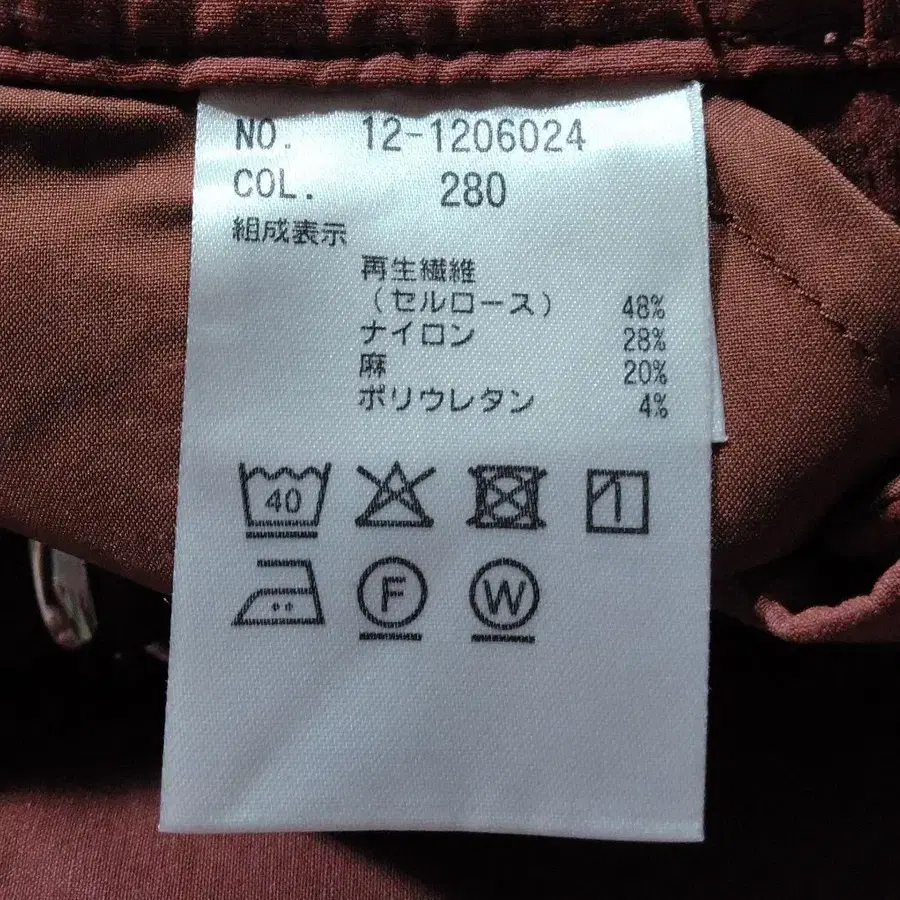 NO. 12-1206024
COL. 280
組成表示
再生繊維
（セルロース） 48%
ナイロン 28%
麻 20%
ポリウレタン 4%
40
F W